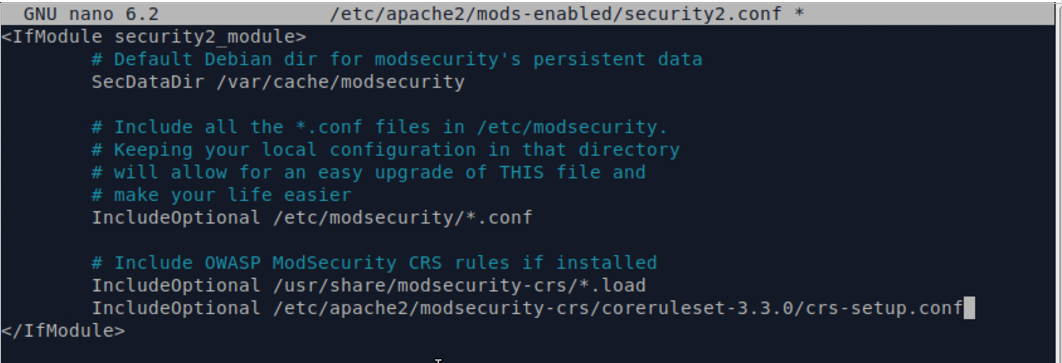 GNU nano 6.2 /etc/apache2/mods-enabled/security2.conf *
<IfModule security2_module>
# Default Debian dir for modsecurity's persistent data
SecDataDir /var/cache/modsecurity
# Include all the *.conf files in /etc/modsecurity.
# Keeping your local configuration in that directory
# will allow for an easy upgrade of THIS file and
# make your life easier
IncludeOptional /etc/modsecurity/*.conf
# Include OWASP ModSecurity CRS rules if installed
IncludeOptional /usr/share/modsecurity-crs/*.load
IncludeOptional /etc/apache2/modsecurity-crs/coreruleset-3.3.0/crs-setup.conf
</IfModule>